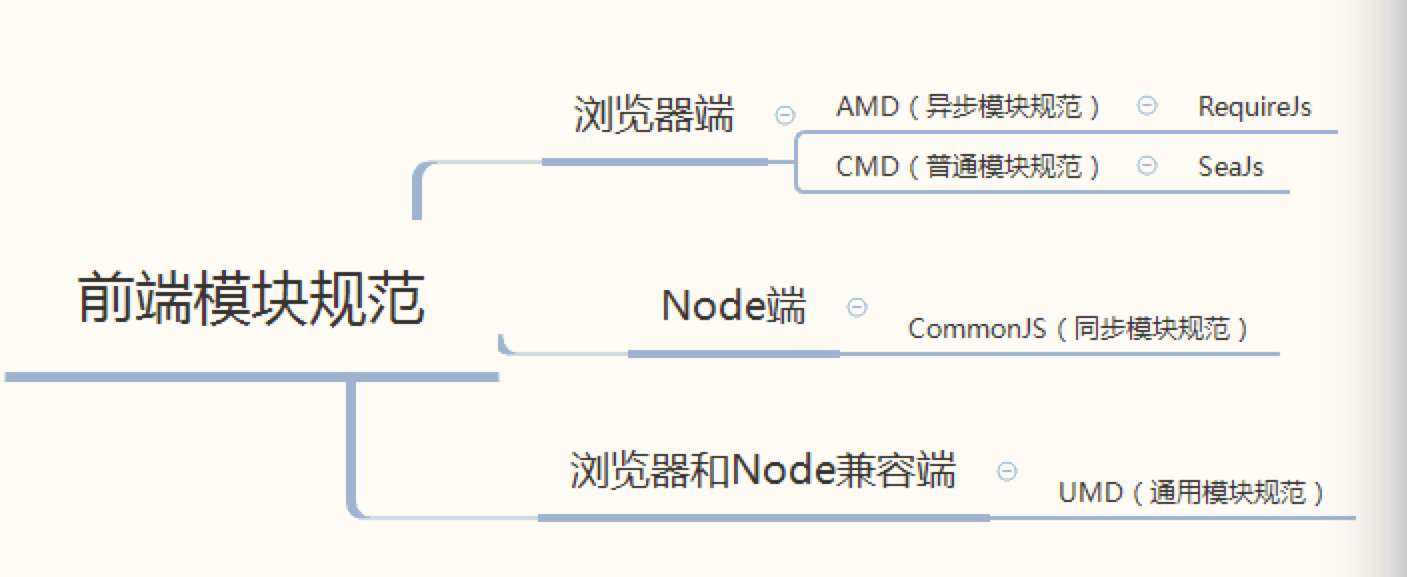 浏览器端
AMD（异步模块规范）
RequireJs
CMD（普通模块规范）
SeaJs
前端模块规范
Node端
CommonJS（同步模块规范）
浏览器和Node兼容端
UMD（通用模块规范）